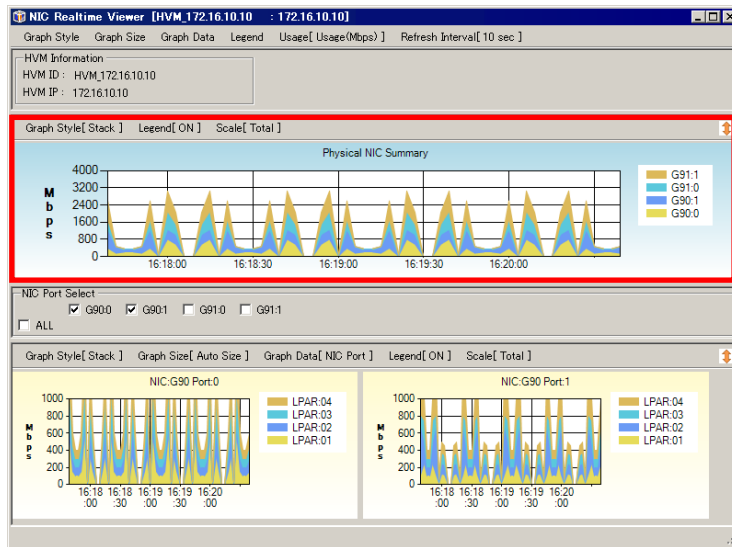 NIC Realtime Viewer [HVM_172.16.10.10 : 172.16.10.10]
Graph Style Graph Size Graph Data Legend Usage[ Usage(Mbps) ] Refresh Interval[ 10 sec ]
HVM Information
HVM ID : HVM_172.16.10.10
HVM IP : 172.16.10.10
Graph Style[ Stack ] Legend[ ON ] Scale[ Total ]
Physical NIC Summary
Mbps
4000
3200
2400
1600
800
0
16:18:00 16:18:30 16:19:00 16:19:30 16:20:00
G91:1
G91:0
G90:1
G90:0
NIC Port Select
G90:0 G90:1 G91:0 G91:1
ALL
Graph Style[ Stack ] Graph Size[ Auto Size ] Graph Data[ NIC Port ] Legend[ ON ] Scale[ Total ]
NIC:G90 Port:0
Mbps
1000
800
600
400
200
0
16:18 16:18 16:19 16:19 16:20
:00 :30 :00 :30 :00
LPAR:04
LPAR:03
LPAR:02
LPAR:01
NIC:G90 Port:1
Mbps
1000
800
600
400
200
0
16:18 16:18 16:19 16:19 16:20
:00 :30 :00 :30 :00
LPAR:04
LPAR:03
LPAR:02
LPAR:01